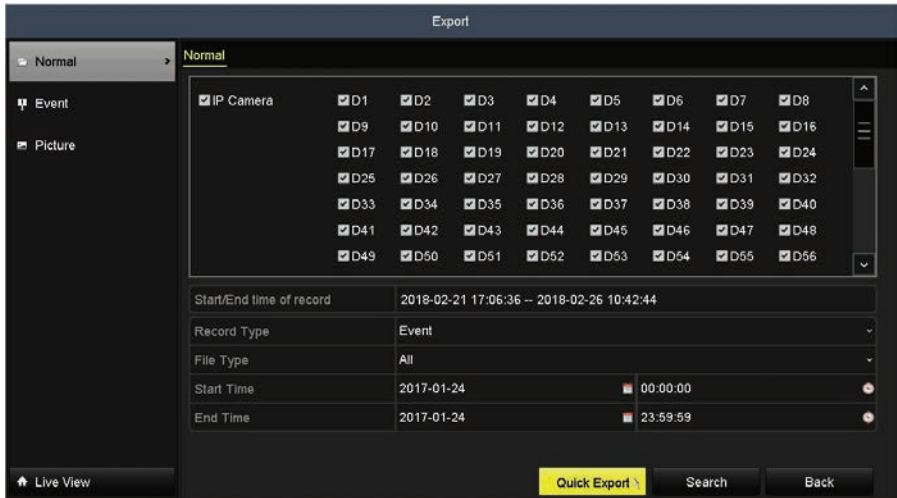 Export
Normal
Event
Picture
Normal
IP Camera D1 D2 D3 D4 D5 D6 D7 D8
D9 D10 D11 D12 D13 D14 D15 D16
D17 D18 D19 D20 D21 D22 D23 D24
D25 D26 D27 D28 D29 D30 D31 D32
D33 D34 D35 D36 D37 D38 D39 D40
D41 D42 D43 D44 D45 D46 D47 D48
D49 D50 D51 D52 D53 D54 D55 D56
Start/End time of record 2018-02-21 17:06:36 -- 2018-02-26 10:42:44
Record Type Event
File Type All
Start Time 2017-01-24 00:00:00
End Time 2017-01-24 23:59:59
Live View Quick Export Search Back